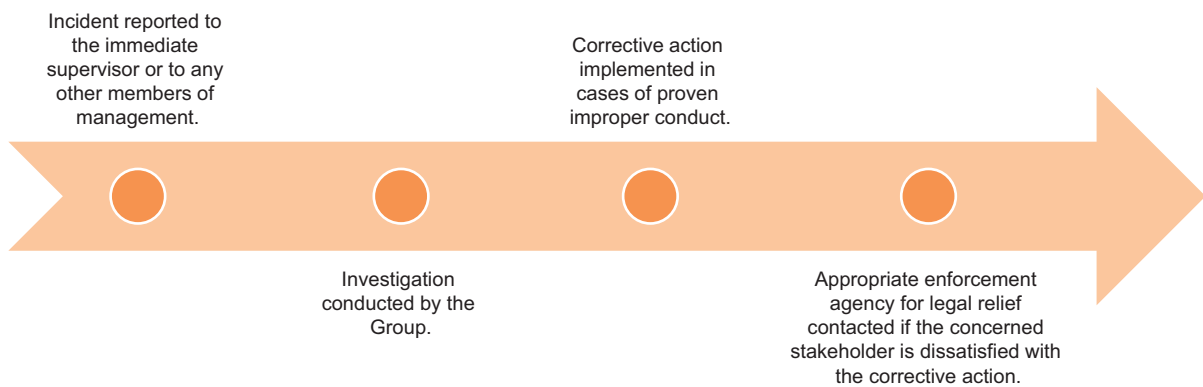 Incident reported to
the immediate
supervisor or to any
other members of
management.
Investigation
conducted by the
Group.
Corrective action
implemented in
cases of proven
improper conduct.
Appropriate enforcement
agency for legal relief
contacted if the concerned
stakeholder is dissatisfied with
the corrective action.